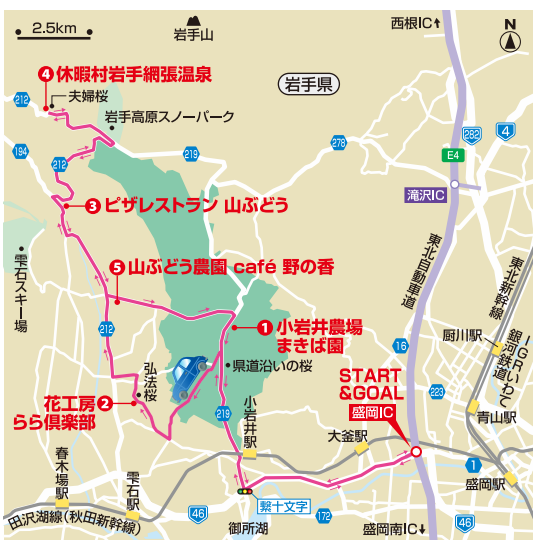 2.5km
岩手山
西根IC↑
N
❹休暇村岩手網張温泉
夫婦桜
岩手県
212
岩手高原スノーパーク
282
4
194
212
219
278
E4
滝沢IC
❸ピザレストラン 山ぶどう
雫石スキー場
❺山ぶどう農園 café 野の香
東北自動車道
東北新幹線
IGRいわて
銀河鉄道
212
❶小岩井農場
まきば園
厨川駅
16
弘法桜
県道沿いの桜
START
&GOAL
盛岡IC
223
花工房❷
らら倶楽部
219
小岩井駅
大釜駅
青山駅
春木場駅
雫石駅
1
盛岡駅
繋十文字
田沢湖線(秋田新幹線)
46
御所湖
172
盛岡南IC↓
46